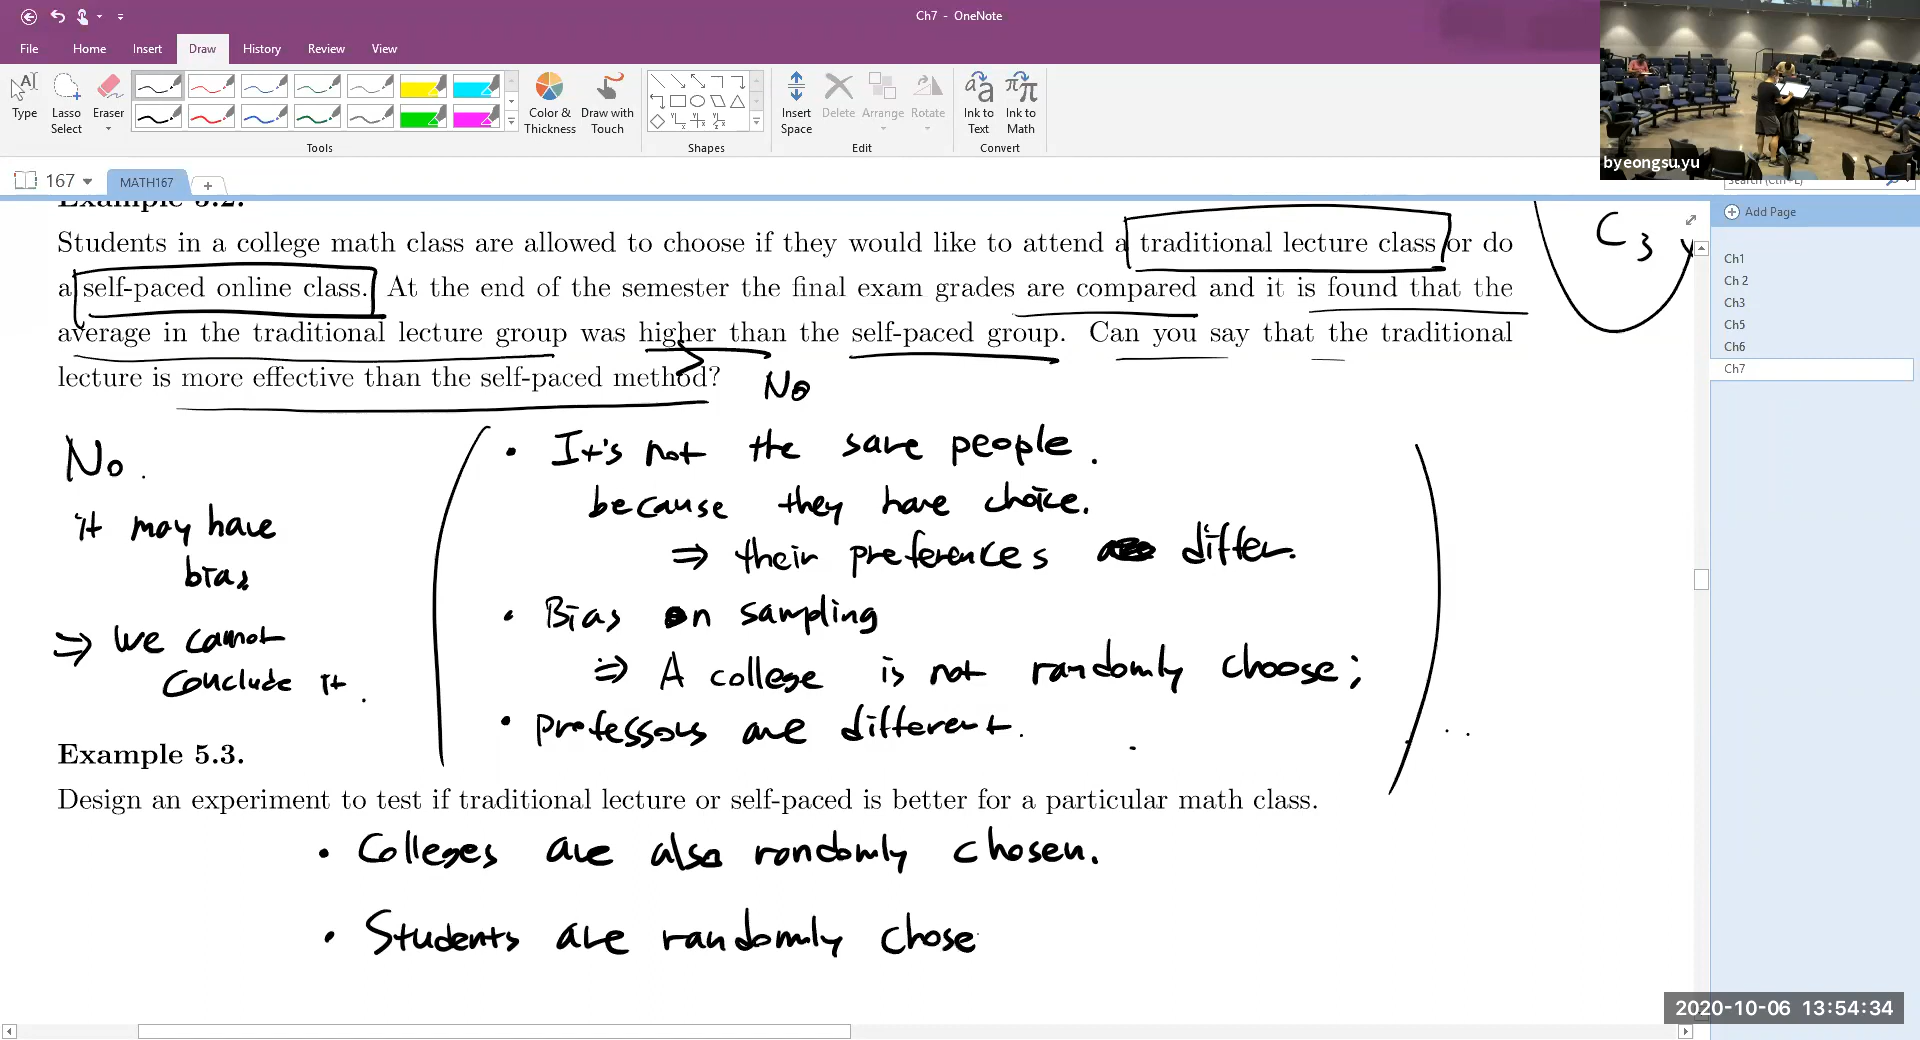 Ch7 - OneNote
File Home Insert Draw History Review View
Type
Lasso Select
Eraser
Color & Thickness
Draw with Touch
Insert Space
Delete
Arrange
Rotate
Ink to Text
Ink to Math
Tools Shapes Edit Convert
byeongsu.yu
167 MATH167
Search (Ctrl+E)
Add Page
Ch1
Ch 2
Ch3
Ch5
Ch6
Ch7
Example 5.2.
C3
Students in a college math class are allowed to choose if they would like to attend a traditional lecture class or do
a self-paced online class. At the end of the semester the final exam grades are compared and it is found that the
average in the traditional lecture group was higher than the self-paced group. Can you say that the traditional
lecture is more effective than the self-paced method?
>
No
No.
it may have
bias
⇒ we cannot
conclude it.
• It's not the same people.
because they have choice.
⇒ their preferences differ.
• Bias on sampling
⇒ A college is not randomly choose;
• professors are different.
Example 5.3.
Design an experiment to test if traditional lecture or self-paced is better for a particular math class.
• Colleges are also randomly chosen.
• Students are randomly chose
2020-10-06 13:54:34